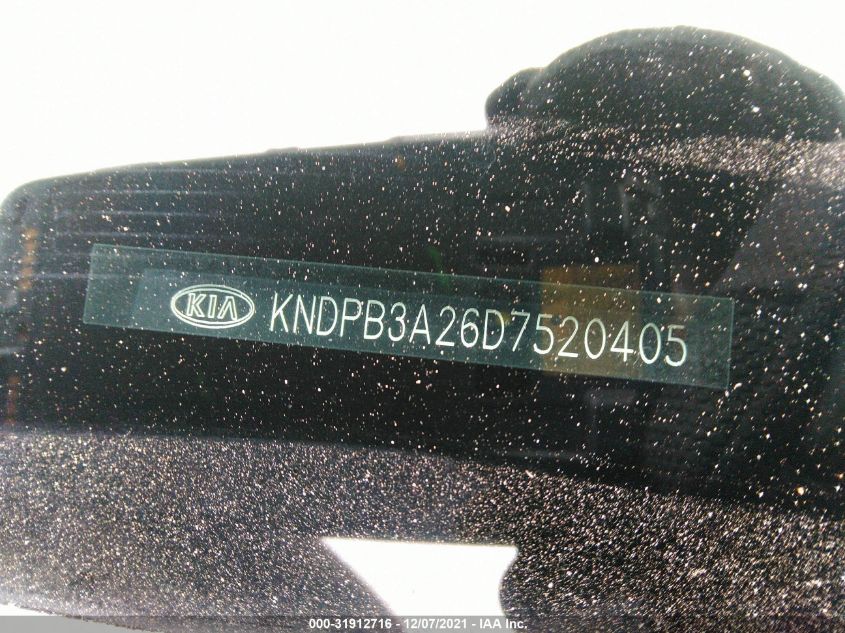 KIA KNDPB3A26D7520405
000-31912716 - 12/07/2021 - IAA Inc.